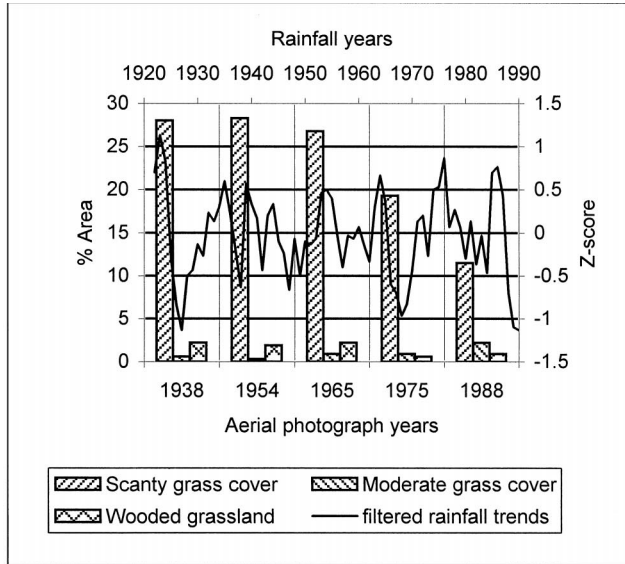 Rainfall years
1920 1930 1940 1950 1960 1970 1980 1990
30 1.5
25 1
20 0.5
15 0
10 -0.5
5 -1
0 -1.5
% Area
Z-score
1938 1954 1965 1975 1988
Aerial photograph years
Scanty grass cover Moderate grass cover
Wooded grassland filtered rainfall trends